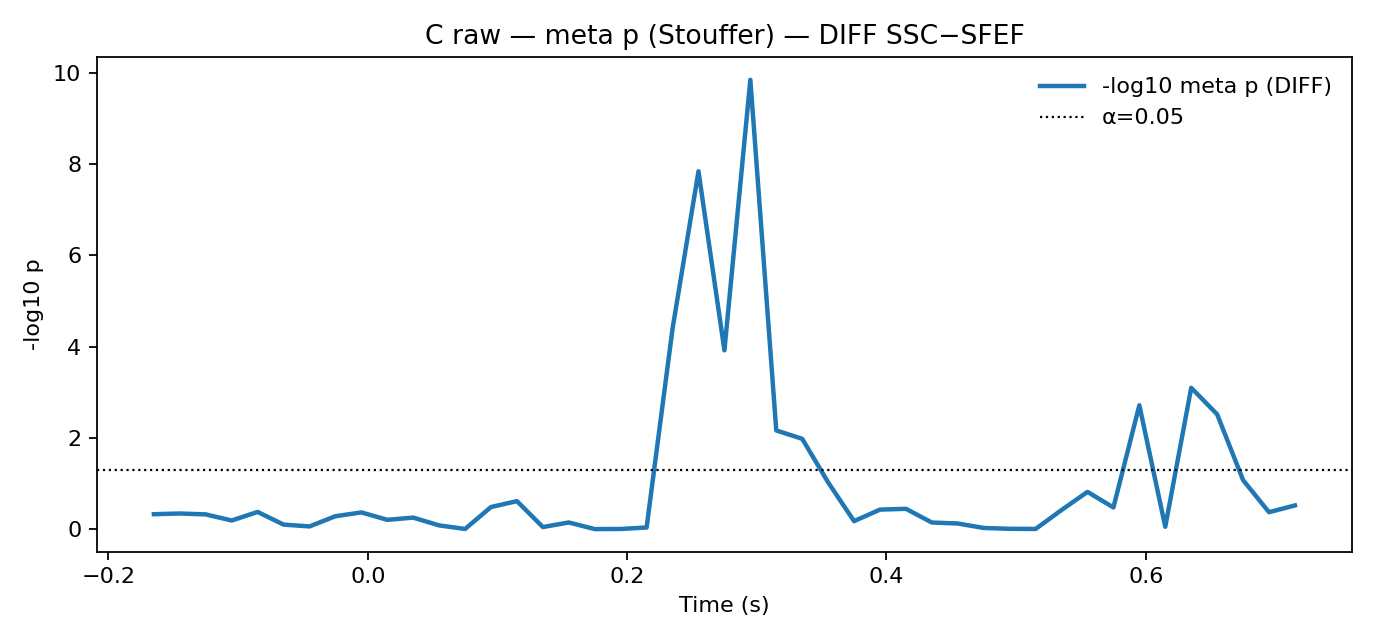 C raw — meta p (Stouffer) — DIFF SSC−SFEF
-log10 meta p (DIFF)
α=0.05
10
8
6
4
2
0
-log10 p
−0.2
0.0
0.2
0.4
0.6
Time (s)